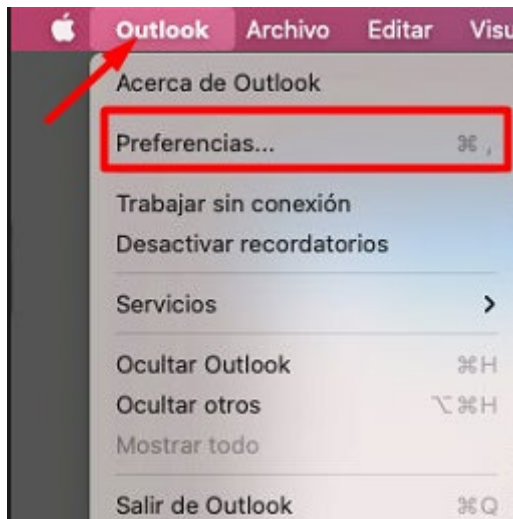 Outlook Archivo Editar Visu
Acerca de Outlook
Preferencias... ⌘ ,
Trabajar sin conexión
Desactivar recordatorios
Servicios
Ocultar Outlook ⌘H
Ocultar otros ⌥⌘H
Mostrar todo
Salir de Outlook ⌘Q